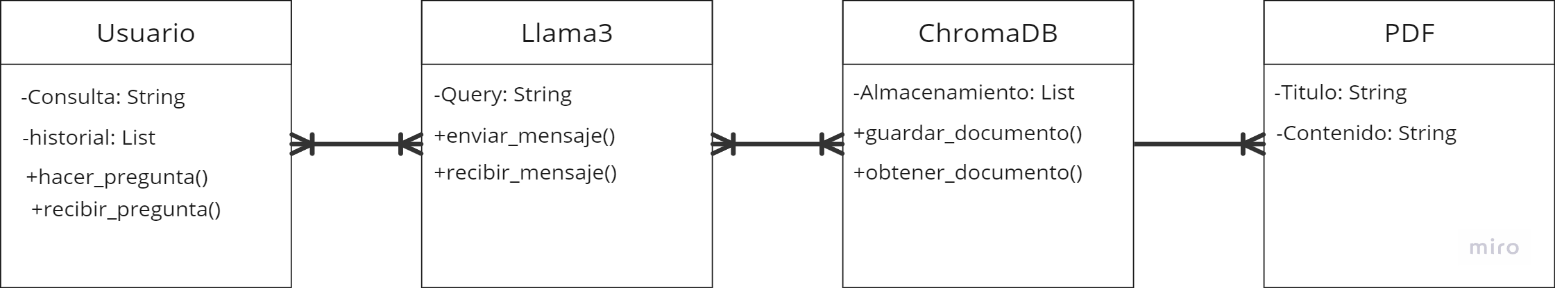 Usuario
-Consulta: String
-historial: List
+hacer_pregunta()
+recibir_pregunta()
Llama3
-Query: String
+enviar_mensaje()
+recibir_mensaje()
ChromaDB
-Almacenamiento: List
+guardar_documento()
+obtener_documento()
PDF
-Titulo: String
-Contenido: String
miro